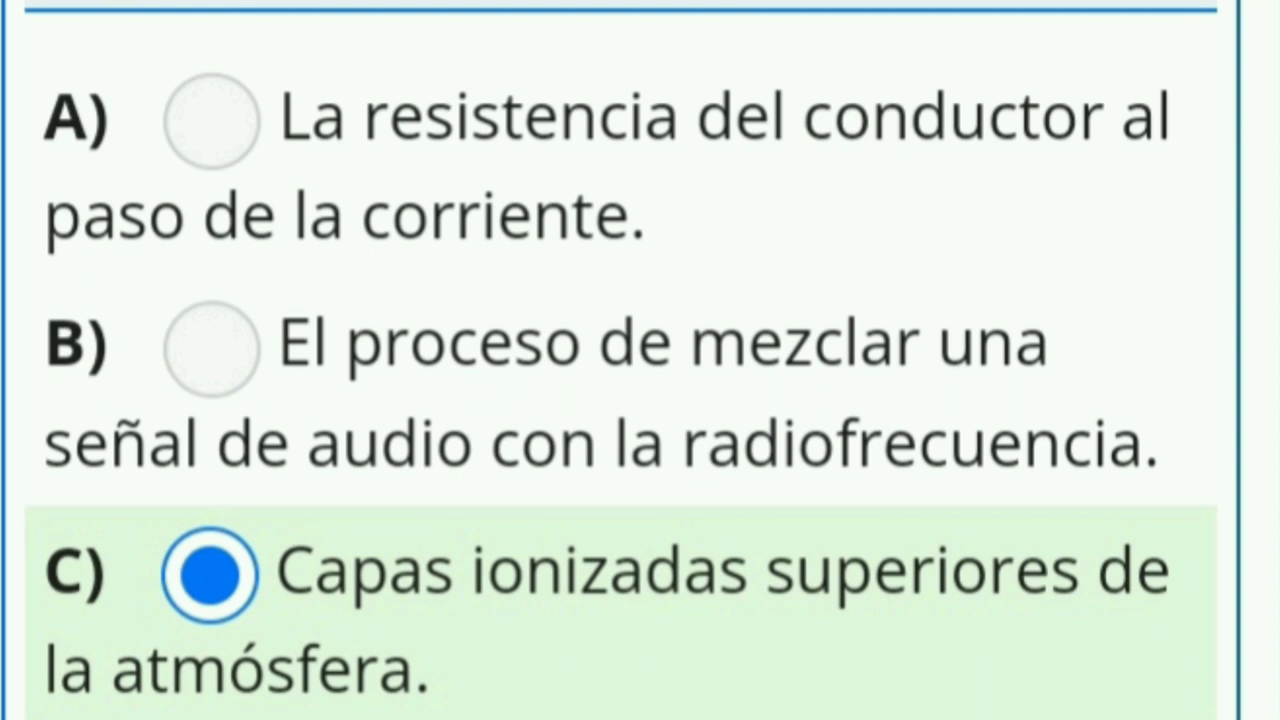 A) La resistencia del conductor al
paso de la corriente.
B) El proceso de mezclar una
señal de audio con la radiofrecuencia.
C) Capas ionizadas superiores de
la atmósfera.